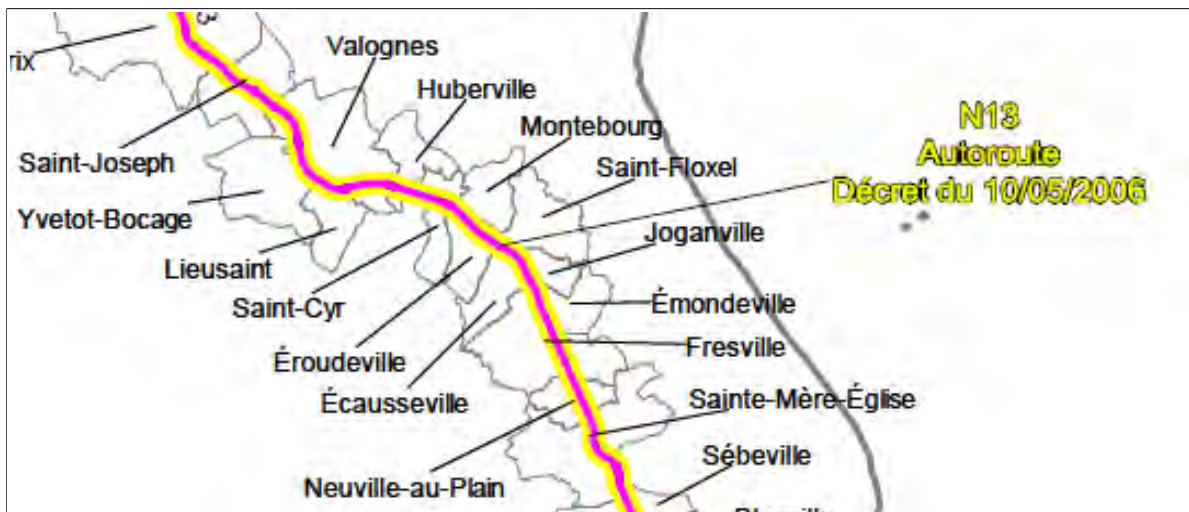 Valognes
Huberville
Montebourg
N13
Autoroute
Décret du 10/05/2006
Saint-Joseph
Saint-Floxel
Yvetot-Bocage
Joganville
Lieusaint
Saint-Cyr
Émondeville
Éroudeville
Fresville
Écausseville
Sainte-Mère-Église
Sébeville
Neuville-au-Plain